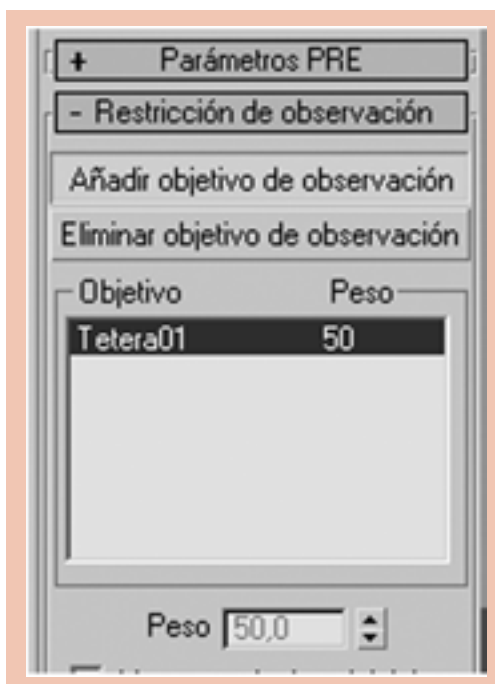 + Parámetros PRE
- Restricción de observación
Añadir objetivo de observación
Eliminar objetivo de observación
Objetivo Peso
Tetera01 50
Peso 50,0